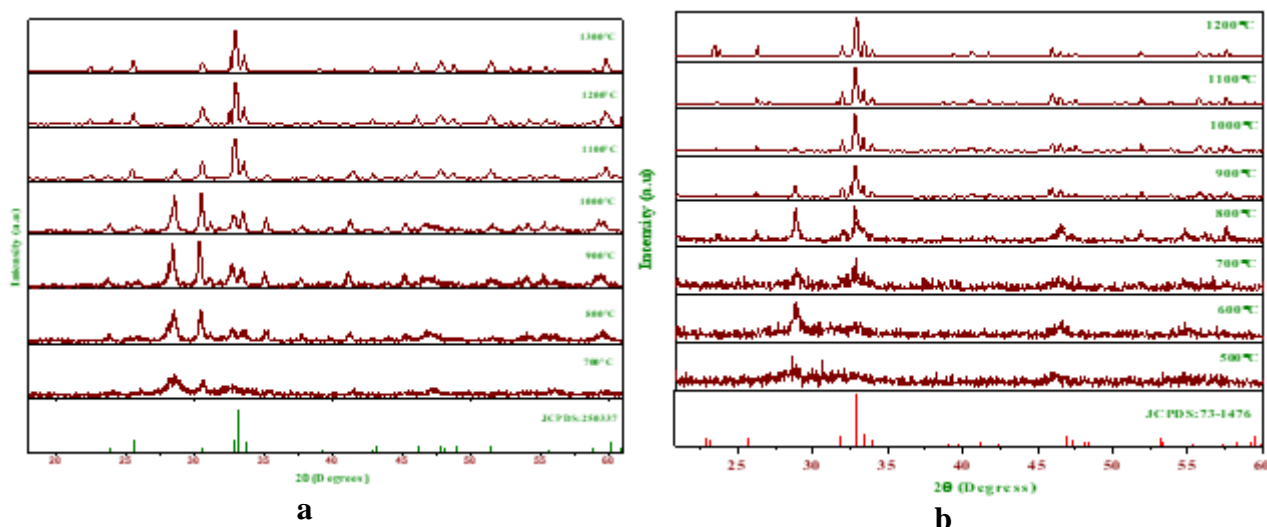 1300°C
1200°C
1100°C
1000°C
900°C
800°C
700°C
JCPDS:250337
Intensity (a.u)
20 25 30 35 40 45 50 55 60
2θ (Degrees)
a
1200°C
1100°C
1000°C
900°C
800°C
700°C
600°C
500°C
JCPDS:73-1476
Intensity (a.u)
25 30 35 40 45 50 55 60
2θ (Degress)
b